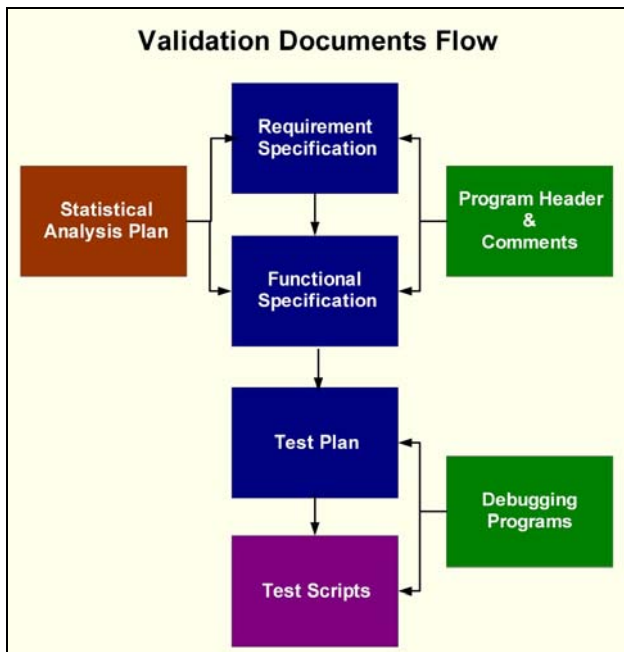 Validation Documents Flow
Requirement
Specification
Statistical
Analysis Plan
Program Header
&
Comments
Functional
Specification
Test Plan
Debugging
Programs
Test Scripts